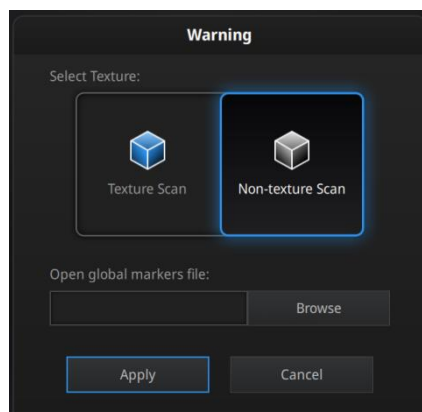 Warning
Select Texture:
Texture Scan
Non-texture Scan
Open global markers file:
Browse
Apply
Cancel